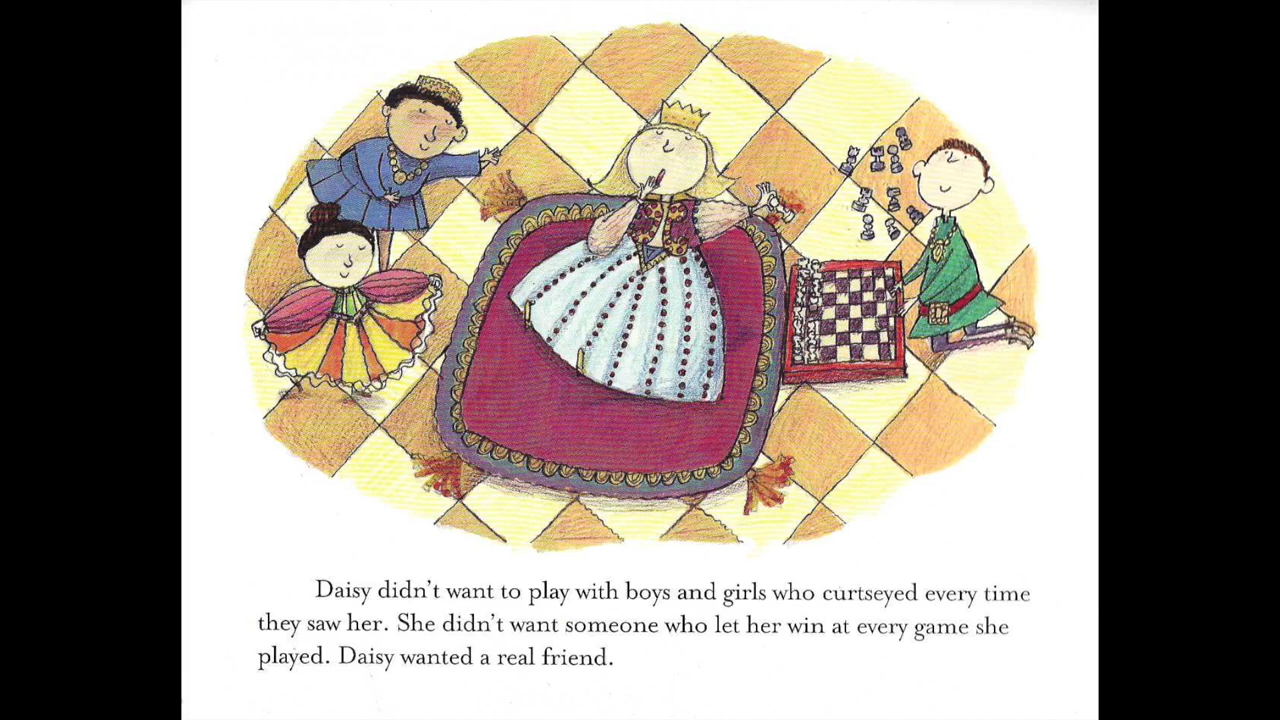 Daisy didn't want to play with boys and girls who curtseyed every time
they saw her. She didn't want someone who let her win at every game she
played. Daisy wanted a real friend.